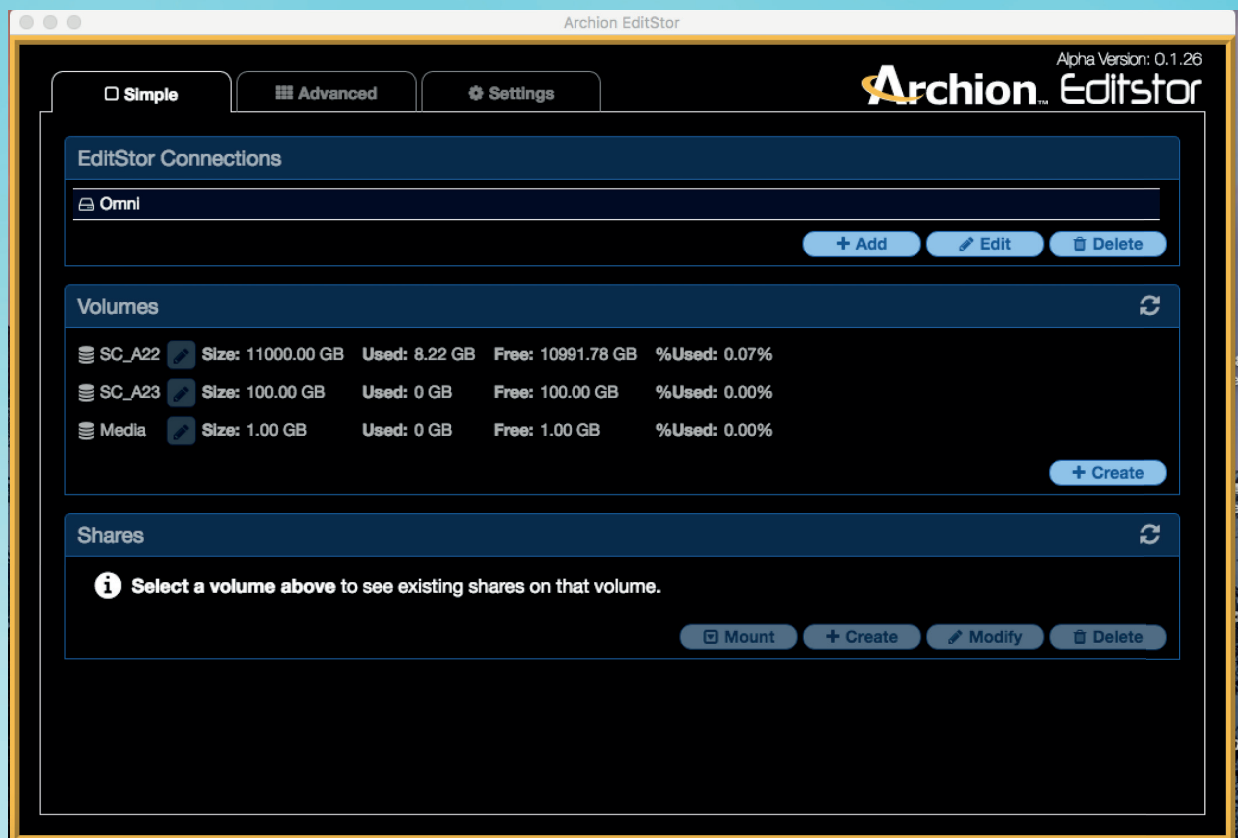 Archion EditStor
Alpha Version: 0.1.26
Simple Advanced Settings
Archion™ Editstor
EditStor Connections
Omni
+ Add Edit Delete
Volumes
SC_A22 Size: 11000.00 GB Used: 8.22 GB Free: 10991.78 GB %Used: 0.07%
SC_A23 Size: 100.00 GB Used: 0 GB Free: 100.00 GB %Used: 0.00%
Media Size: 1.00 GB Used: 0 GB Free: 1.00 GB %Used: 0.00%
+ Create
Shares
Select a volume above to see existing shares on that volume.
Mount + Create Modify Delete